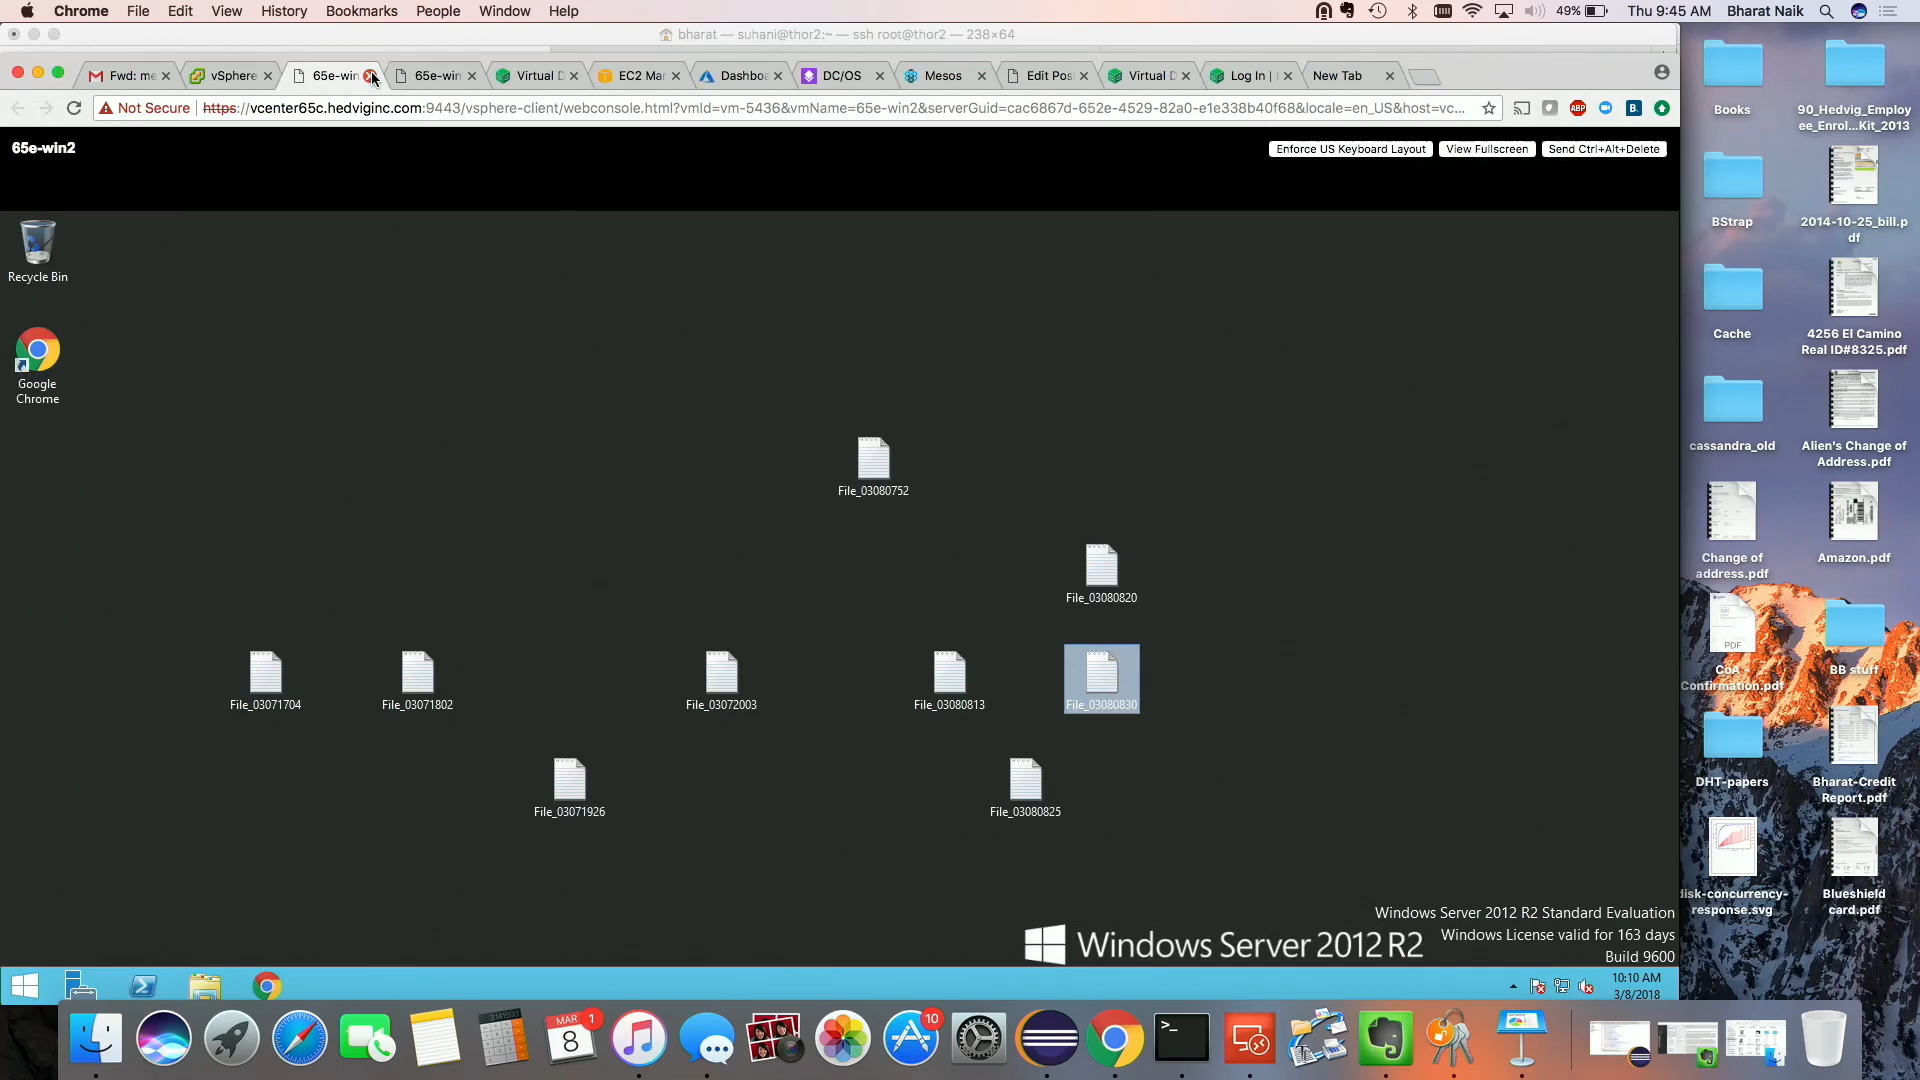 Chrome File Edit View History Bookmarks People Window Help 49% Thu 9:45 AM Bharat Naik
bharat — suhani@thor2:~ — ssh root@thor2 — 238×64
Fwd: me vSphere 65e-win 65e-win Virtual D EC2 Mar Dashboa DC/OS Mesos Edit Pos Virtual D Log In | New Tab
Not Secure https://vcenter65c.hedviginc.com:9443/vsphere-client/webconsole.html?vmId=vm-5436&vmName=65e-win2&serverGuid=cac6867d-652e-4529-82a0-e1e338b40f68&locale=en_US&host=vc...
ABP
B.
65e-win2
Enforce US Keyboard Layout View Fullscreen Send Ctrl+Alt+Delete
Recycle Bin
Google
Chrome
File_03080752
File_03080820
File_03071704 File_03071802 File_03072003 File_03080813 File_03080830
File_03071926 File_03080825
Windows Server 2012 R2 Standard Evaluation
Windows License valid for 163 days
Build 9600
Windows Server 2012 R2
10:10 AM
3/8/2018
Books
90_Hedvig_Employ
ee_Enrol...Kit_2013
BStrap
2014-10-25_bill.p
df
Cache
4256 El Camino
Real ID#8325.pdf
cassandra_old
Alien's Change of
Address.pdf
Change of
address.pdf
Amazon.pdf
PDF
CoA -
Confirmation.pdf
BB stuff
DHT-papers
Bharat-Credit
Report.pdf
disk-concurrency-
response.svg
Blueshield
card.pdf
MAR
8
1
10
>_